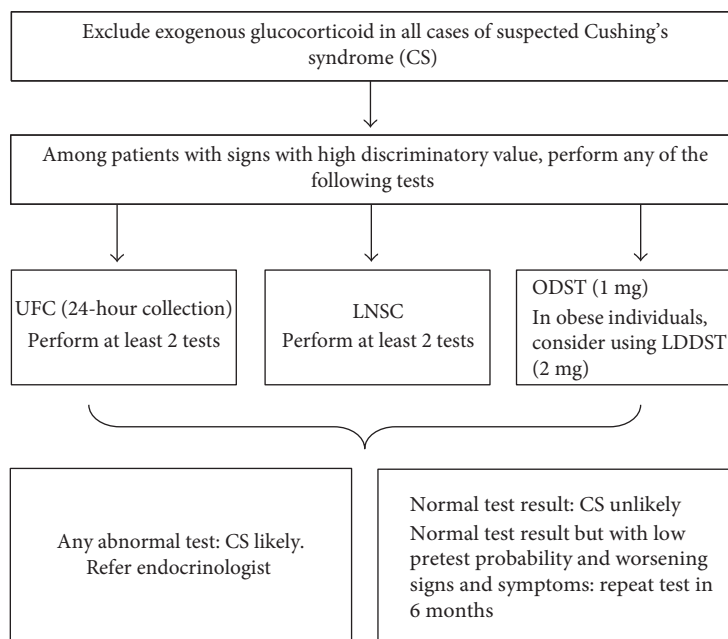 Exclude exogenous glucocorticoid in all cases of suspected Cushing's
syndrome (CS)
Among patients with signs with high discriminatory value, perform any of the
following tests
UFC (24-hour collection)
Perform at least 2 tests
LNSC
Perform at least 2 tests
ODST (1 mg)
In obese individuals,
consider using LDDST
(2 mg)
Any abnormal test: CS likely.
Refer endocrinologist
Normal test result: CS unlikely
Normal test result but with low
pretest probability and worsening
signs and symptoms: repeat test in
6 months